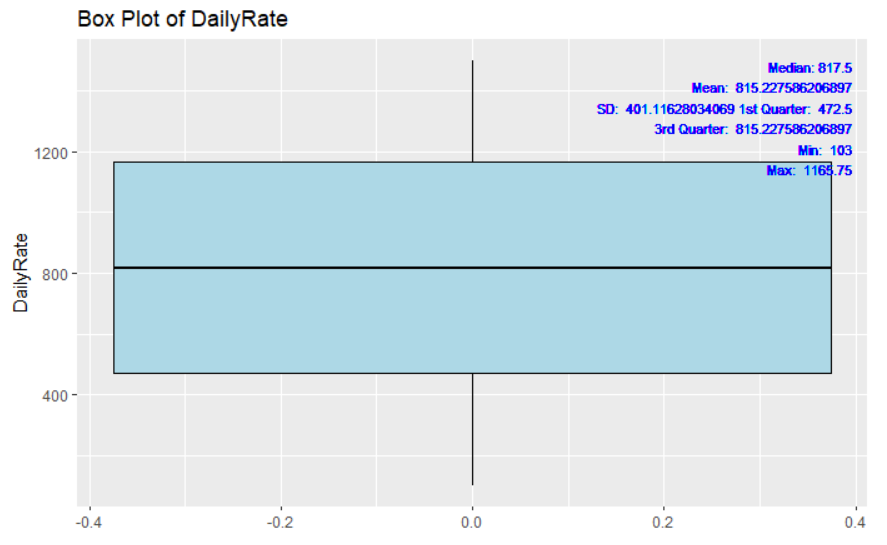 Box Plot of DailyRate
Median: 817.5
Mean:  815.227586206897
SD:  401.11628034069 1st Quarter:  472.5
3rd Quarter:  815.227586206897
Min:  103
Max:  1165.75
1200
800
400
DailyRate
-0.4 -0.2 0.0 0.2 0.4